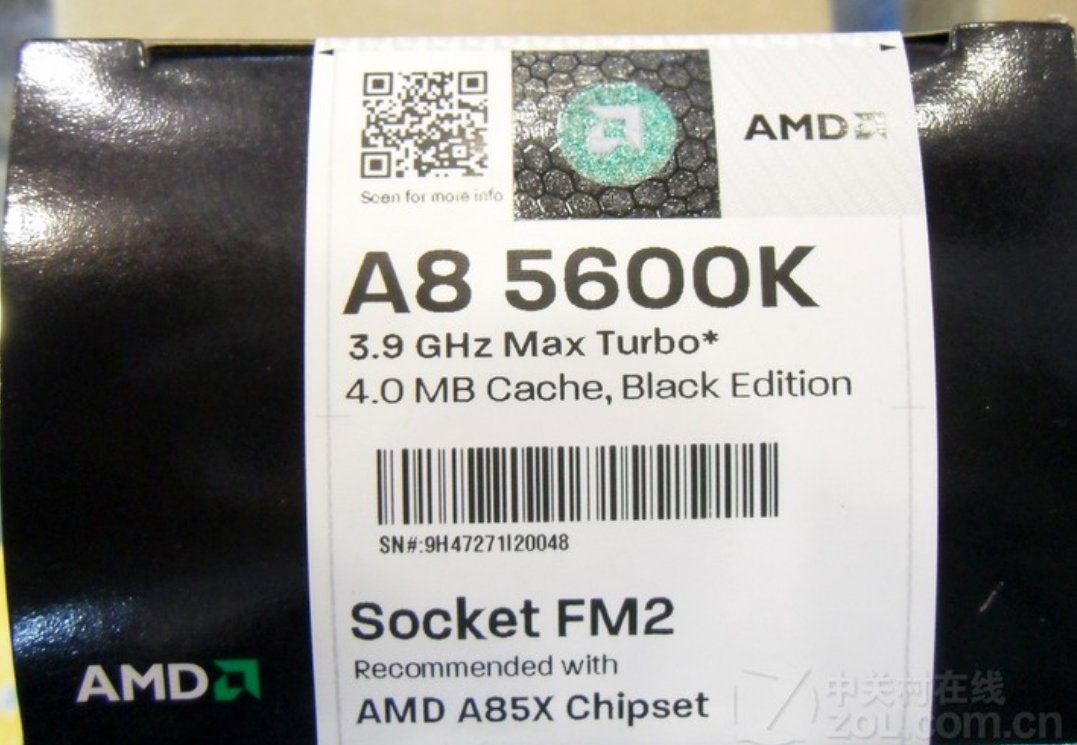 Scan for more info
AMD
A8 5600K
3.9 GHz Max Turbo*
4.0 MB Cache, Black Edition
SN#:9H47271I20048
Socket FM2
Recommended with
AMD A85X Chipset
AMD
中关村在线
ZOL.com.cn